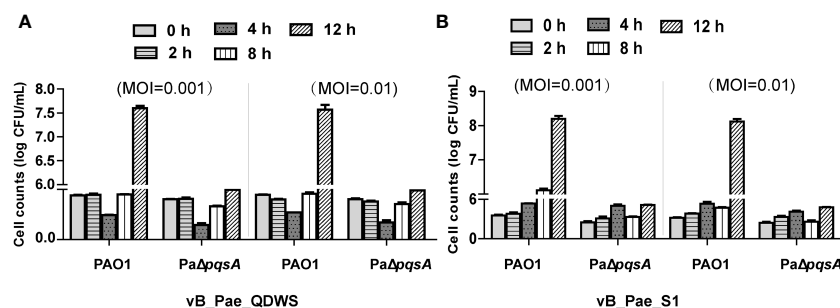 A
0 h 4 h 12 h
2 h 8 h
(MOI=0.001) (MOI=0.01)
Cell counts (log CFU/mL)
8.0
7.5
7.0
6.5
6.0
0.0
PAO1 PaΔpqsA PAO1 PaΔpqsA
vB_Pae_QDWS
B
0 h 4 h 12 h
2 h 8 h
(MOI=0.001) (MOI=0.01)
Cell counts (log CFU/mL)
9
8
7
6
0
PAO1 PaΔpqsA PAO1 PaΔpqsA
vB_Pae_S1